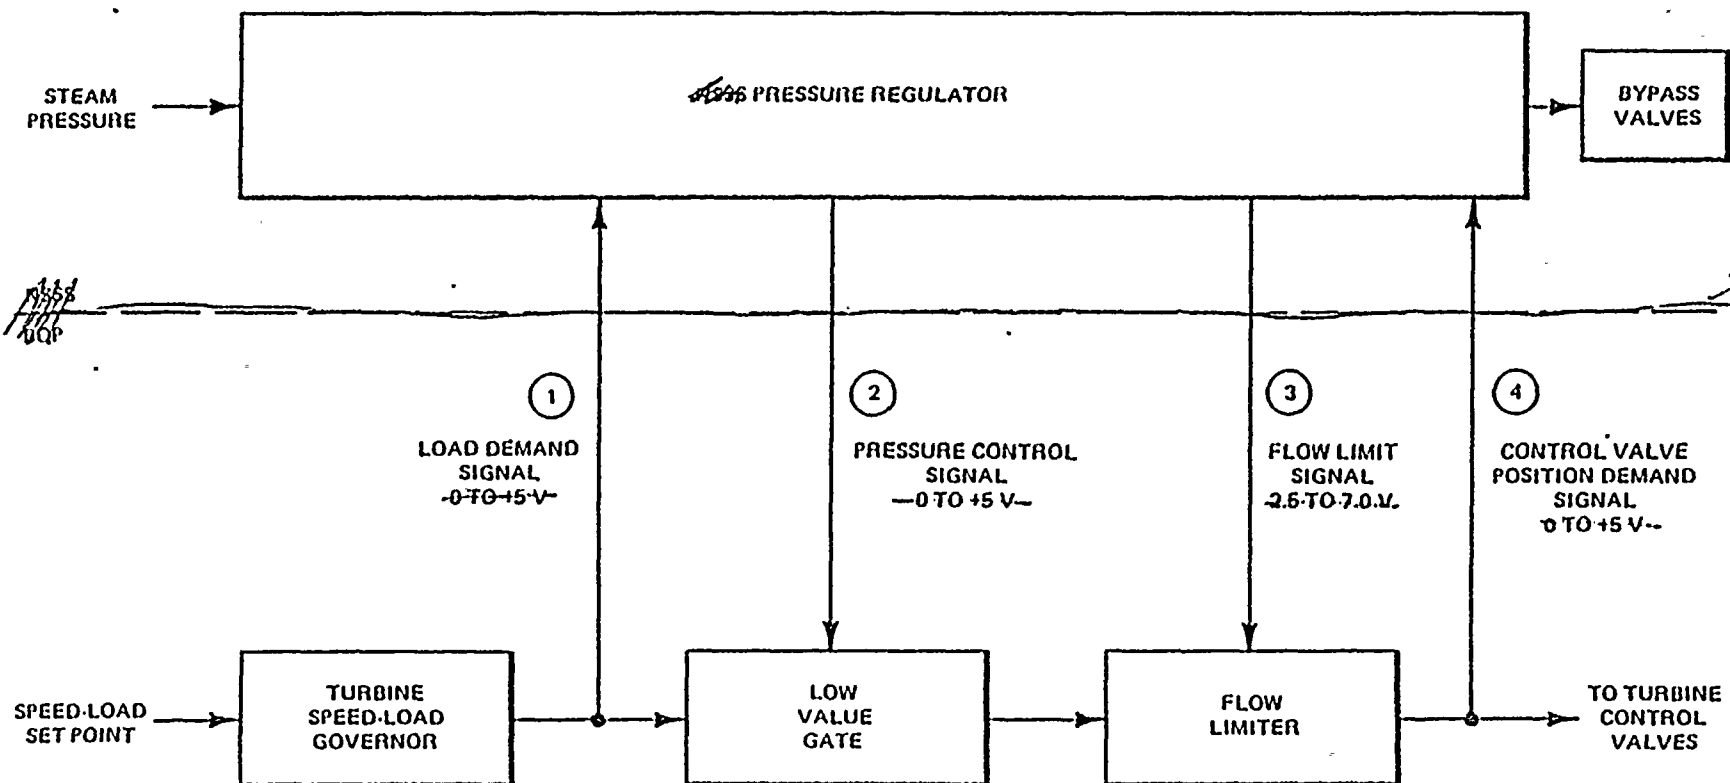 STEAM
PRESSURE
PRESSURE REGULATOR
BYPASS
VALVES
NSSS
BOP
1
LOAD DEMAND
SIGNAL
0 TO +5 V
2
PRESSURE CONTROL
SIGNAL
0 TO +5 V
3
FLOW LIMIT
SIGNAL
2.5 TO 7.0 V
4
CONTROL VALVE
POSITION DEMAND
SIGNAL
0 TO +5 V
SPEED-LOAD
SET POINT
TURBINE
SPEED-LOAD
GOVERNOR
LOW
VALUE
GATE
FLOW
LIMITER
TO TURBINE
CONTROL
VALVES